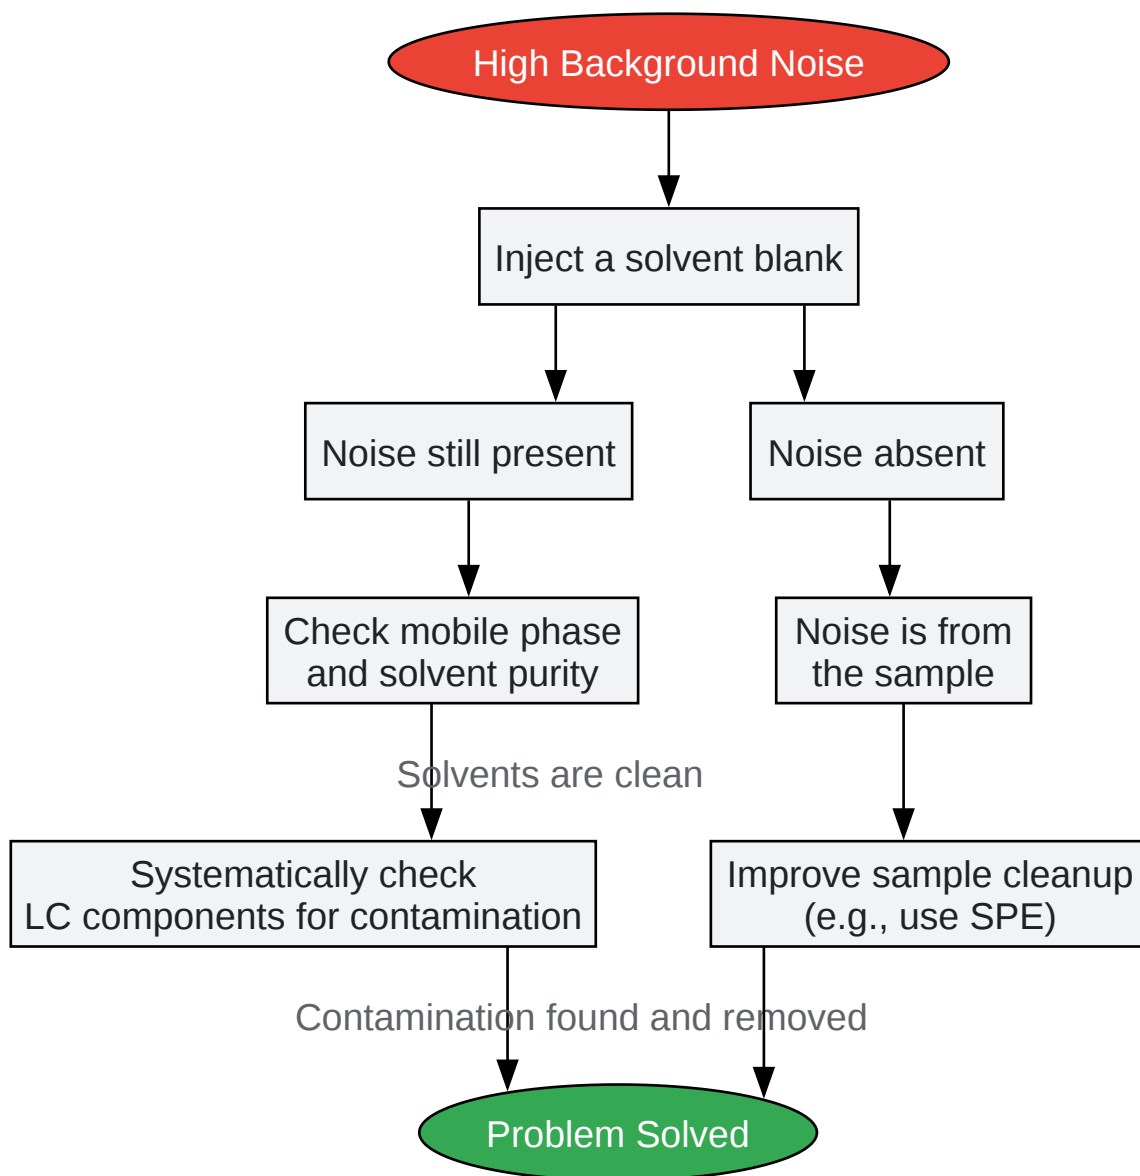 High Background Noise
Inject a solvent blank
Noise still present
Noise absent
Check mobile phase
and solvent purity
Noise is from
the sample
Solvents are clean
Systematically check
LC components for contamination
Improve sample cleanup
(e.g., use SPE)
Contamination found and removed
Problem Solved